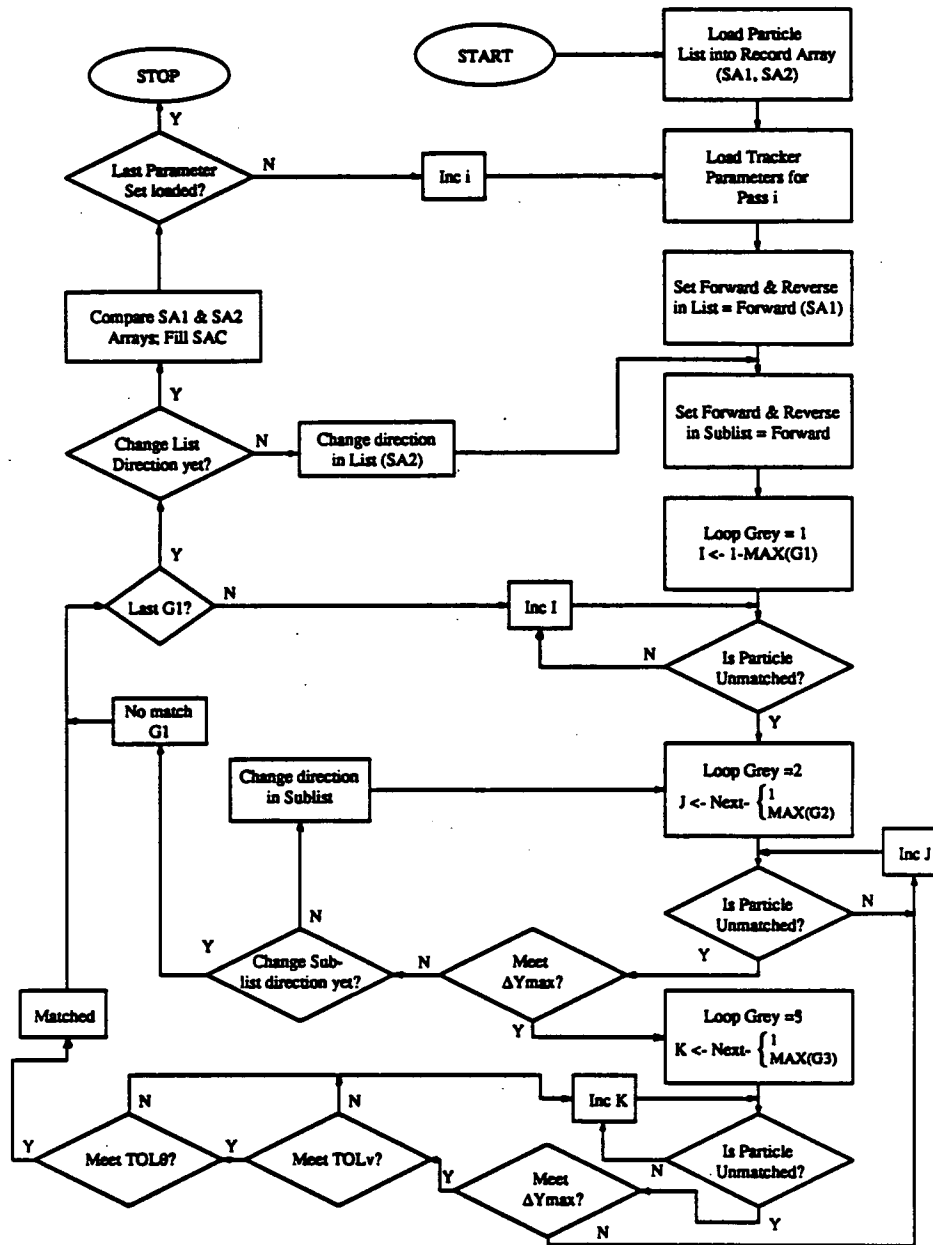 START
Load Particle
List into Record Array
(SA1, SA2)
STOP
Y
Last Parameter
Set loaded?
N
Inc i
Load Tracker
Parameters for
Pass i
Set Forward & Reverse
in List = Forward (SA1)
Compare SA1 & SA2
Arrays; Fill SAC
Y
Change List
Direction yet?
N
Change direction
in List (SA2)
Set Forward & Reverse
in Sublist = Forward
Y
Loop Grey = 1
I <- 1-MAX(G1)
Last G1?
N
Inc I
N
Is Particle
Unmatched?
Y
No match
G1
Change direction
in Sublist
Loop Grey =2
J <- Next- { 1
MAX(G2)
Inc J
Is Particle
Unmatched?
N
Y
N
Y
Change Sub-
list direction yet?
N
Meet
ΔYmax?
Y
Matched
Loop Grey =3
K <- Next- { 1
MAX(G3)
N
N
Inc K
Y
Meet TOLθ?
Y
Meet TOLv?
Y
Meet
ΔYmax?
N
Is Particle
Unmatched?
Y
N